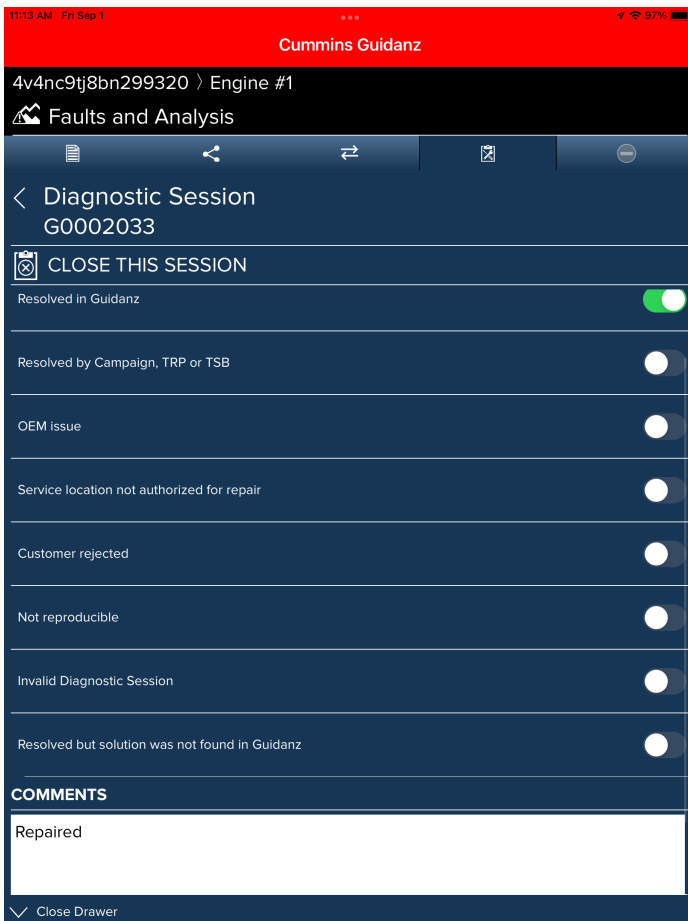 11:13 AM Fri Sep 1
97%
Cummins Guidanz
4v4nc9tj8bn299320 〉 Engine #1
Faults and Analysis
Diagnostic Session
G0002033
CLOSE THIS SESSION
Resolved in Guidanz
Resolved by Campaign, TRP or TSB
OEM issue
Service location not authorized for repair
Customer rejected
Not reproducible
Invalid Diagnostic Session
Resolved but solution was not found in Guidanz
COMMENTS
Repaired
Close Drawer